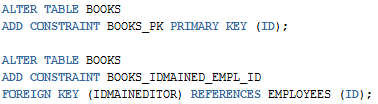 ALTER TABLE BOOKS
ADD CONSTRAINT BOOKS_PK PRIMARY KEY (ID);
ALTER TABLE BOOKS
ADD CONSTRAINT BOOKS_IDMAINED_EMPL_ID
FOREIGN KEY (IDMAINEDITOR) REFERENCES EMPLOYEES (ID);